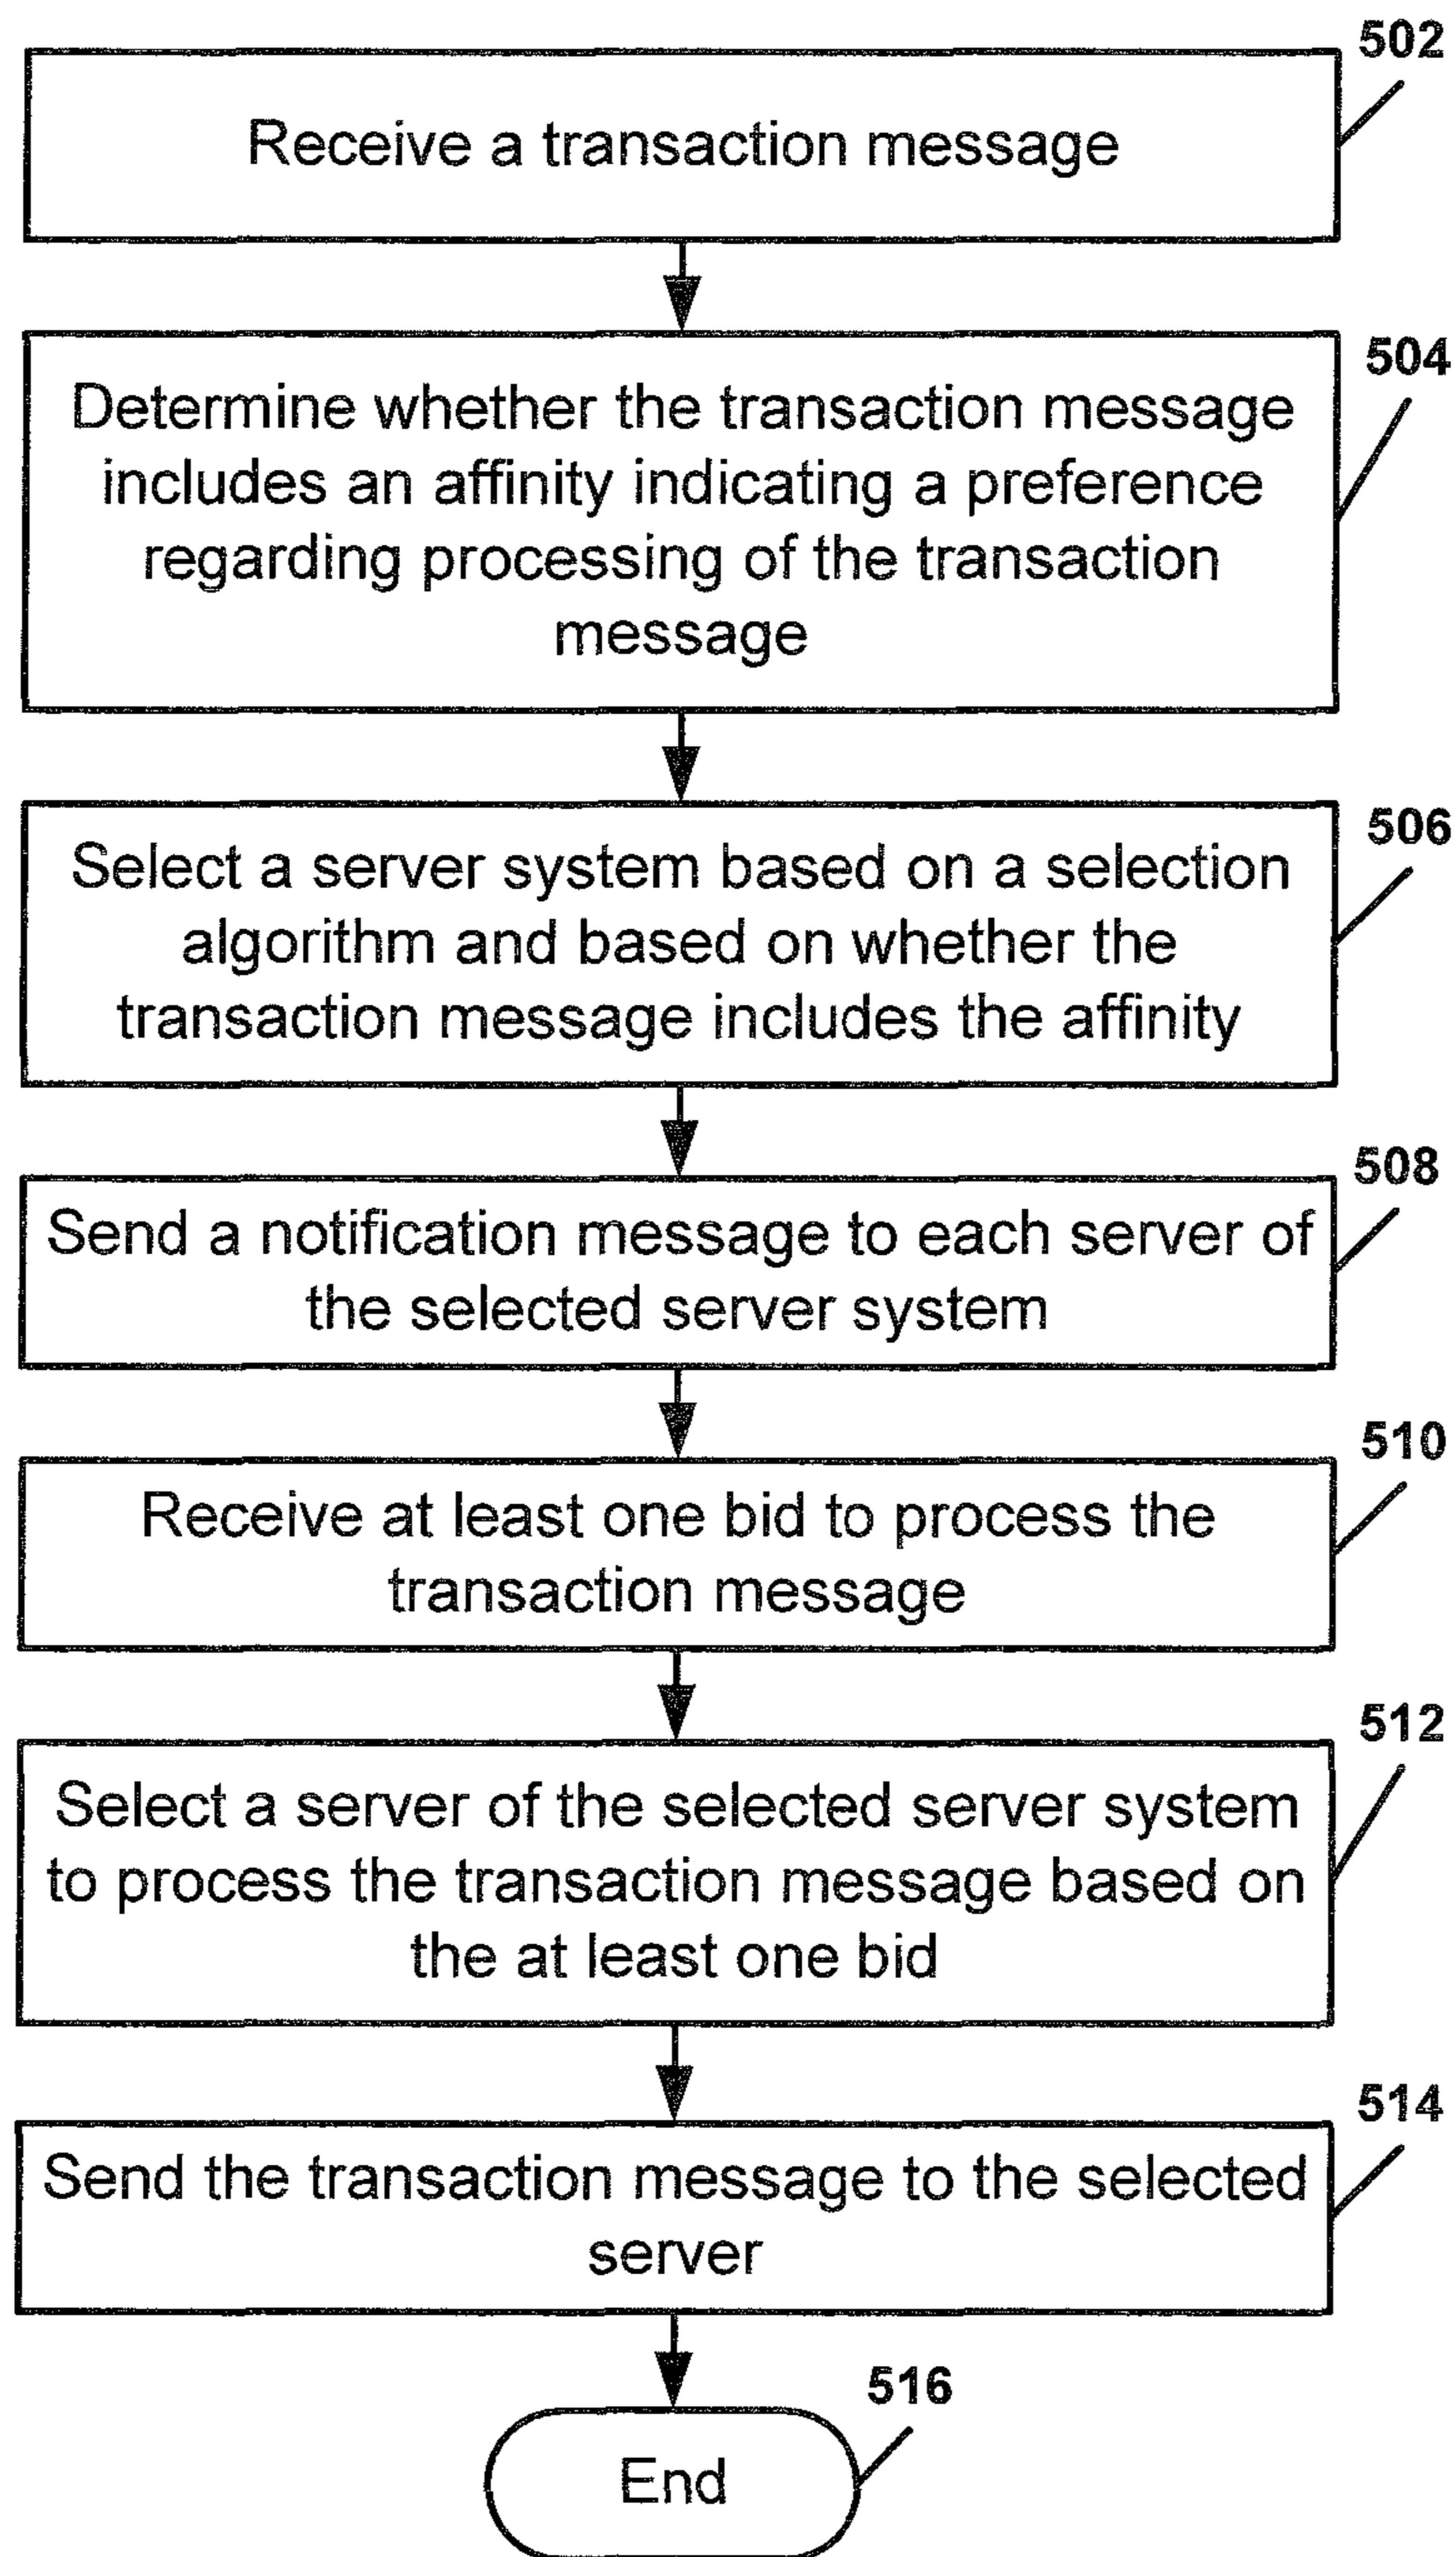 502
Receive a transaction message
504
Determine whether the transaction message
includes an affinity indicating a preference
regarding processing of the transaction
message
506
Select a server system based on a selection
algorithm and based on whether the
transaction message includes the affinity
508
Send a notification message to each server of
the selected server system
510
Receive at least one bid to process the
transaction message
512
Select a server of the selected server system
to process the transaction message based on
the at least one bid
514
Send the transaction message to the selected
server
516
End